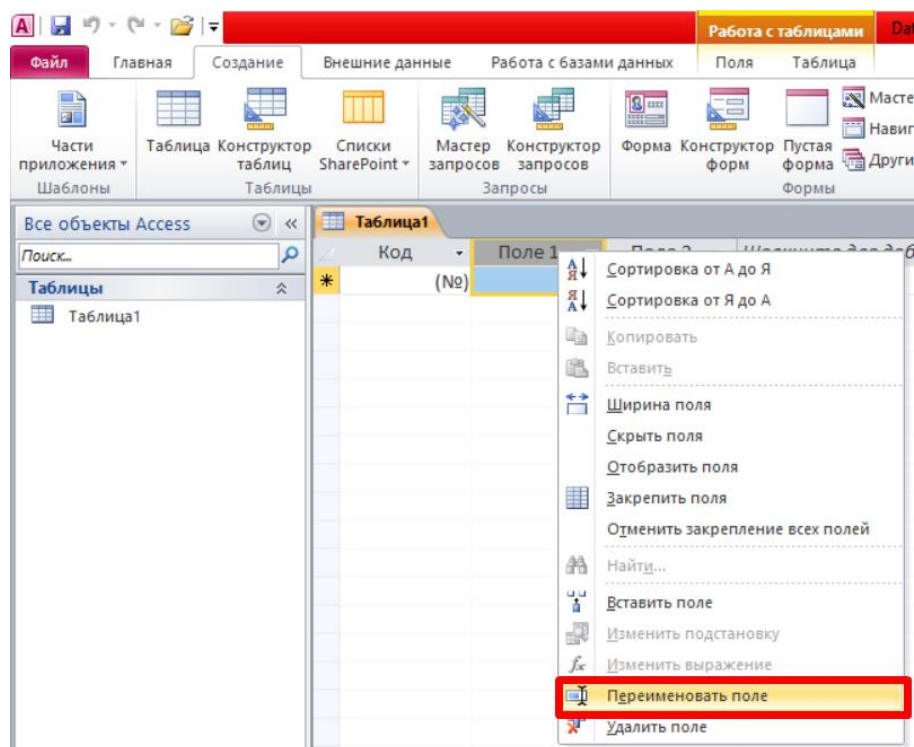 Работа с таблицами
Файл Главная Создание Внешние данные Работа с базами данных Поля Таблица
Части приложения
Таблица
Конструктор таблиц
Списки SharePoint
Мастер запросов
Конструктор запросов
Форма
Конструктор форм
Пустая форма
Шаблоны
Таблицы
Запросы
Формы
Все объекты Access
Поиск...
Таблицы
Таблица1
Таблица1
Код
Поле 1
(№)
Сортировка от А до Я
Сортировка от Я до А
Копировать
Вставить
Ширина поля
Скрыть поля
Отобразить поля
Закрепить поля
Отменить закрепление всех полей
Найти...
Вставить поле
Изменить подстановку
Изменить выражение
Переименовать поле
Удалить поле